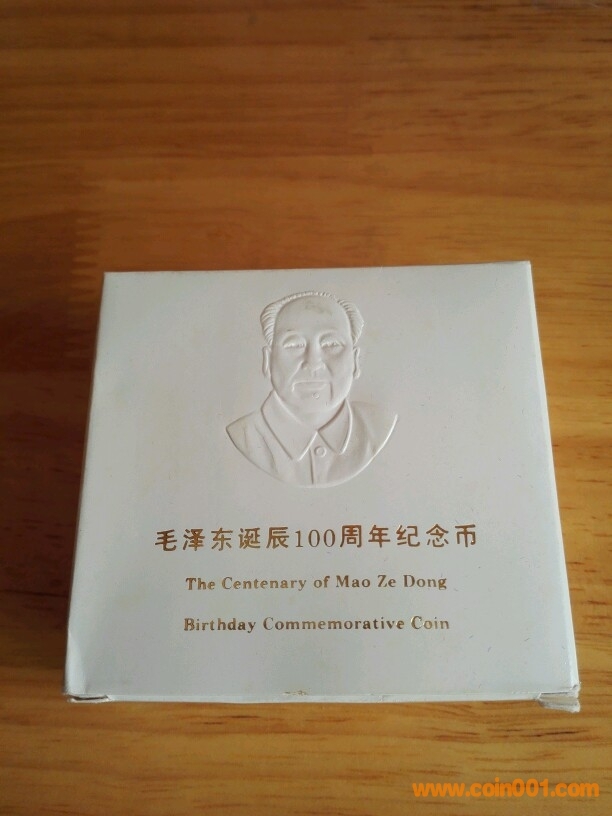 毛泽东诞辰100周年纪念币
The Centenary of Mao Ze Dong
Birthday Commemorative Coin
www.coin001.com